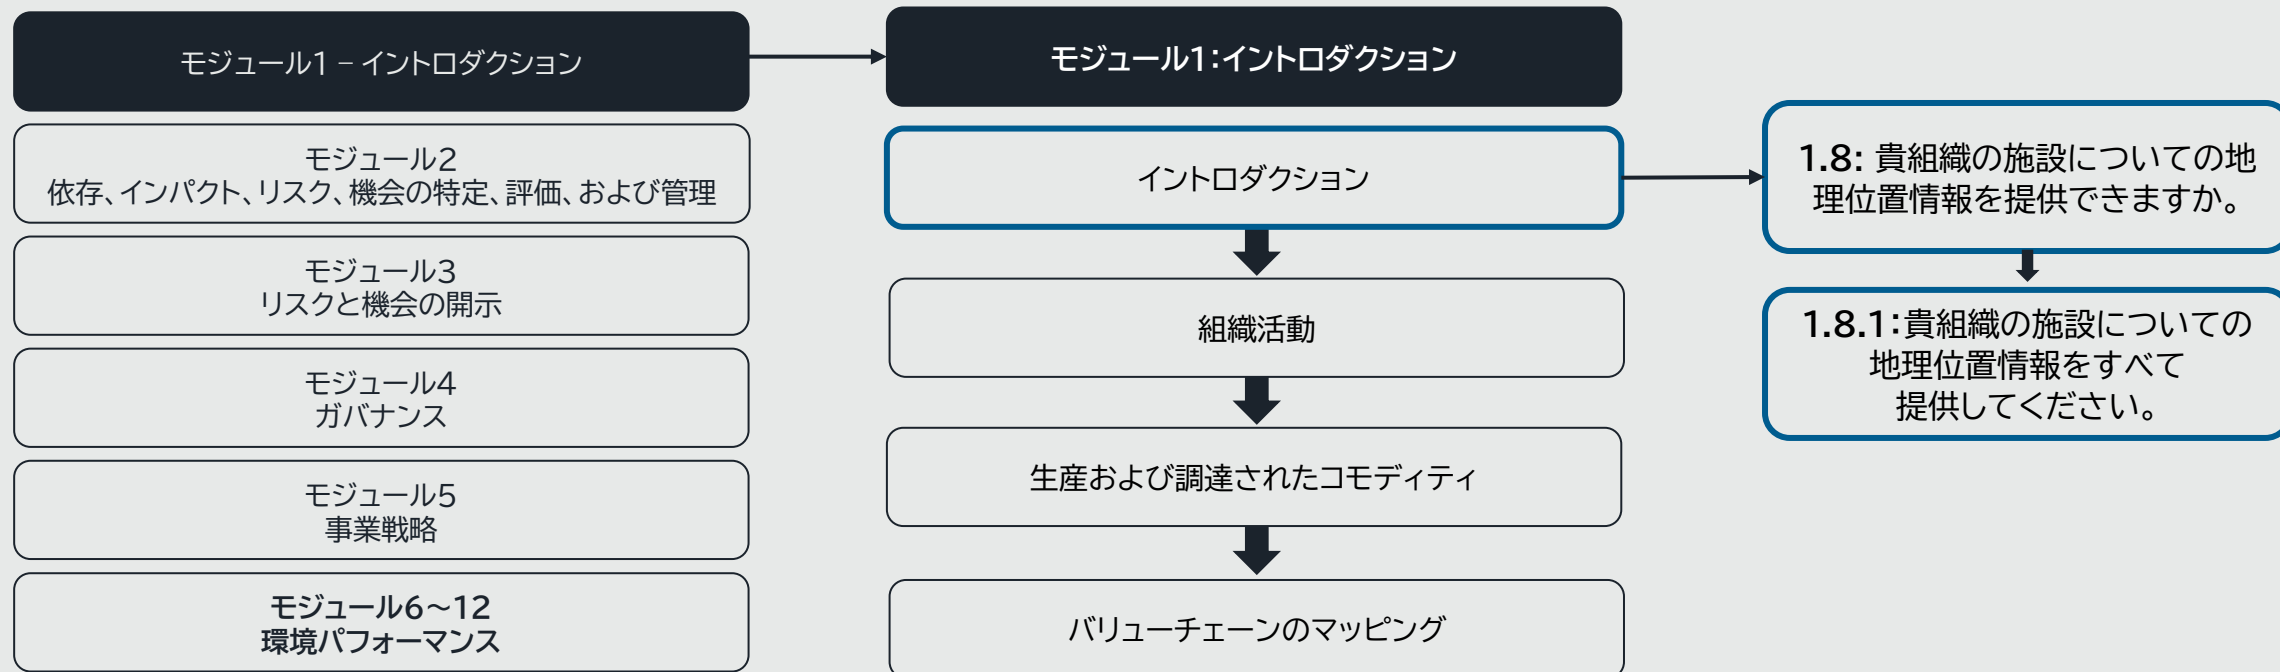 モジュール1 – イントロダクション
モジュール2
依存、インパクト、リスク、機会の特定、評価、および管理
モジュール3
リスクと機会の開示
モジュール4
ガバナンス
モジュール5
事業戦略
モジュール6～12
環境パフォーマンス
モジュール1：イントロダクション
イントロダクション
組織活動
生産および調達されたコモディティ
バリューチェーンのマッピング
1.8: 貴組織の施設についての地
理位置情報を提供できますか。
1.8.1：貴組織の施設についての
地理位置情報をすべて
提供してください。